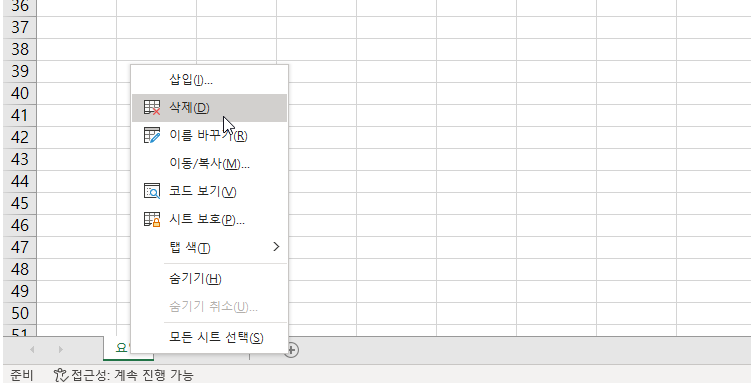 36
37
38
39
40
41
42
43
44
45
46
47
48
49
50
51
삽입(I)...
삭제(D)
이름 바꾸기(R)
이동/복사(M)...
코드 보기(V)
시트 보호(P)...
탭 색(T)
숨기기(H)
숨기기 취소(U)...
모든 시트 선택(S)
준비
접근성: 계속 진행 가능